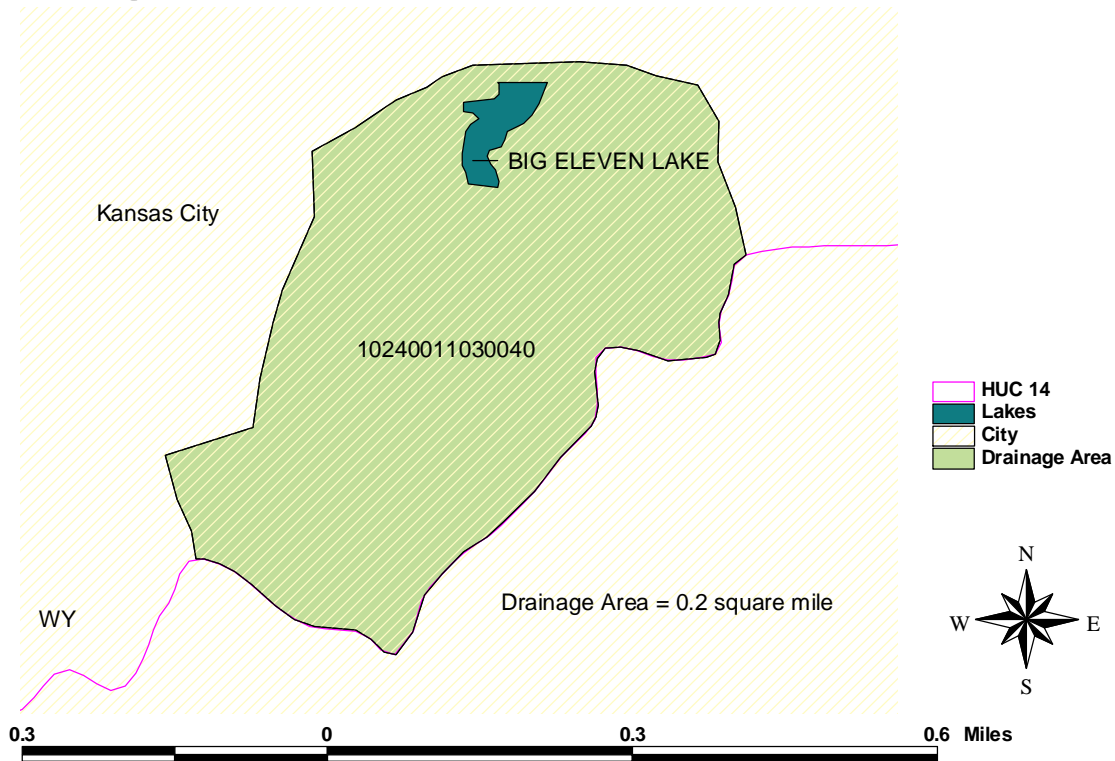 BIG ELEVEN LAKE
Kansas City
10240011030040
HUC 14
Lakes
City
Drainage Area
WY
Drainage Area = 0.2 square mile
N
W E
S
0.3 0 0.3 0.6 Miles